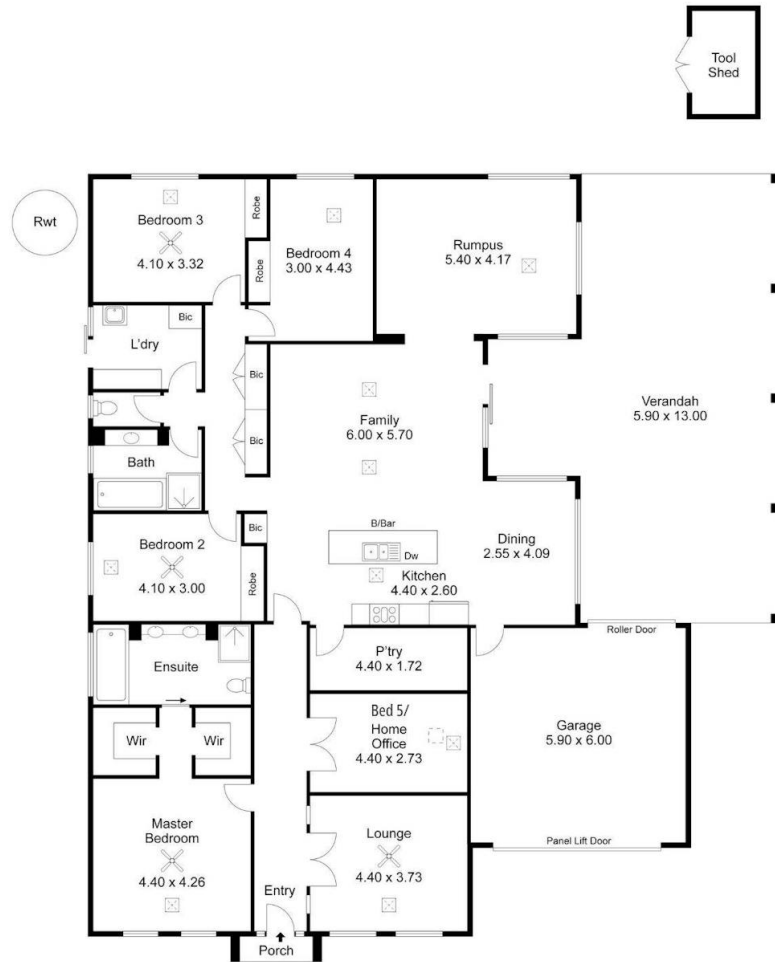 Tool
Shed
Rwt
Bedroom 3
4.10 x 3.32
Robe
Robe
Bedroom 4
3.00 x 4.43
Rumpus
5.40 x 4.17
L'dry
Bic
Bic
Bic
Family
6.00 x 5.70
Verandah
5.90 x 13.00
Bath
B/Bar
Dw
Kitchen
4.40 x 2.60
Dining
2.55 x 4.09
Bedroom 2
4.10 x 3.00
Bic
Robe
Roller Door
P'try
4.40 x 1.72
Ensuite
Wir
Wir
Bed 5/
Home
Office
4.40 x 2.73
Garage
5.90 x 6.00
Panel Lift Door
Master
Bedroom
4.40 x 4.26
Lounge
4.40 x 3.73
Entry
Porch